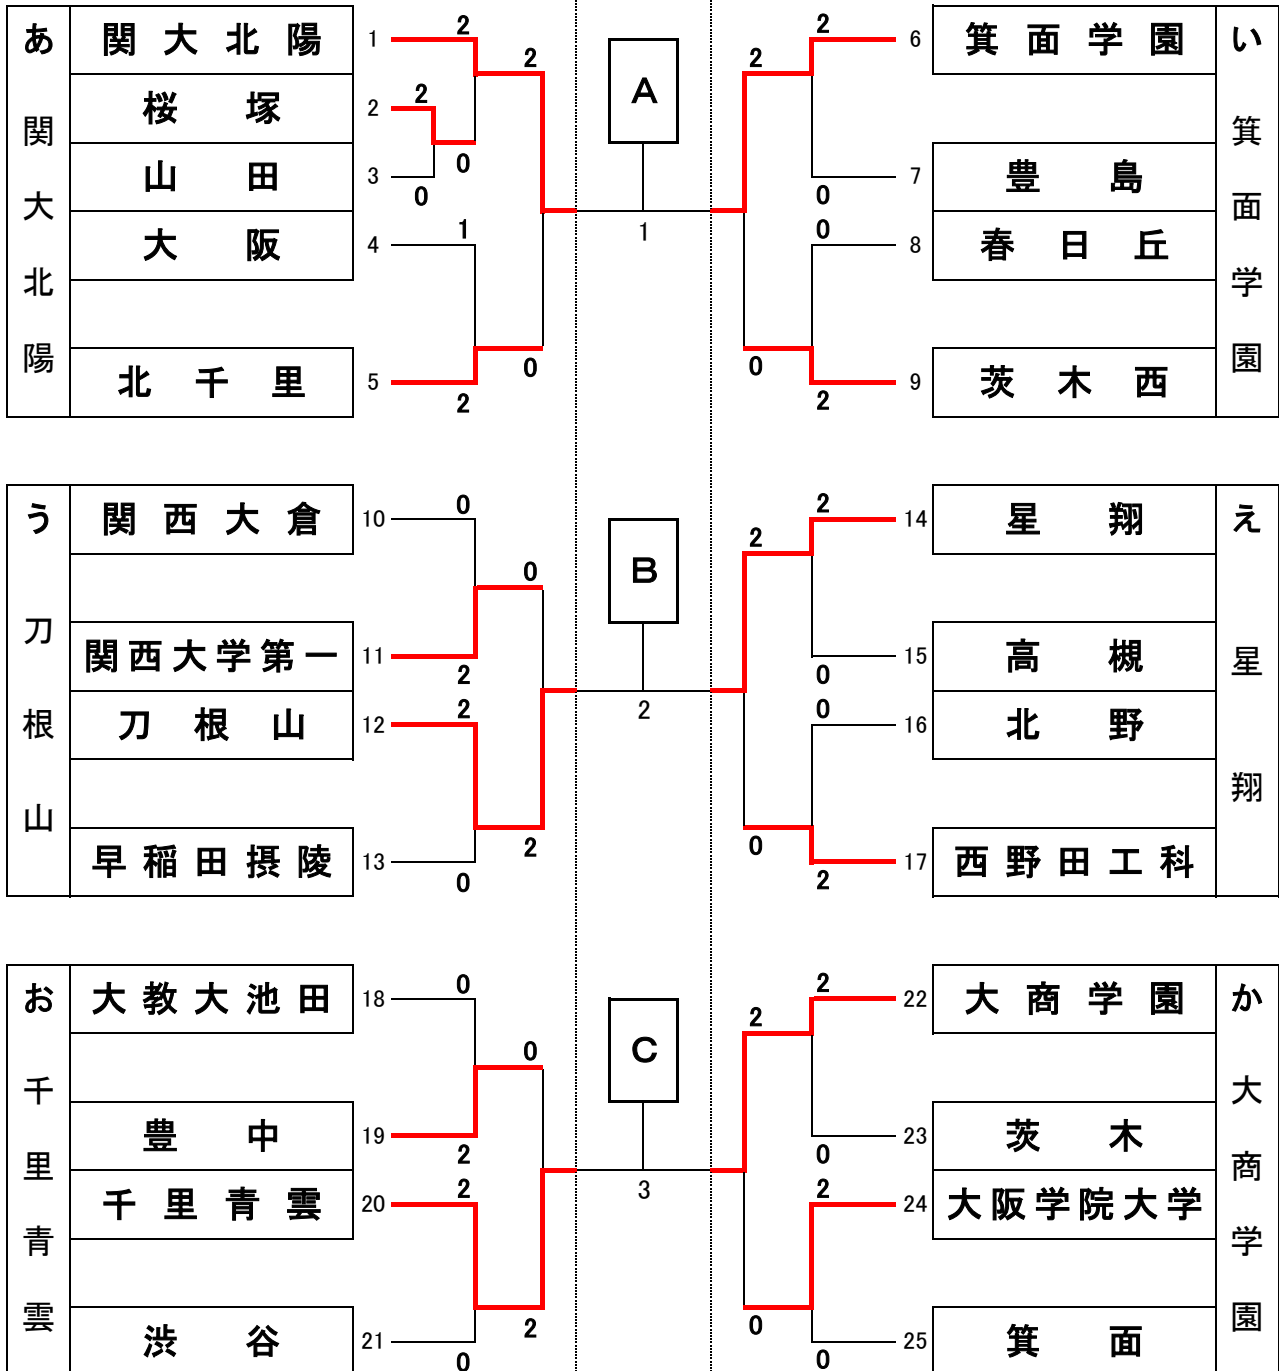 あ 関大北陽 1 2 2 A 2 2 6 箕面学園 い
関大北陽
桜塚 2 2
0
山田 3 0
豊島 7 0
大阪 4 1
1
春日丘 8 0
北千里 5 2 0
0 2 9 茨木西
箕面学園
う 関西大倉 10 0 0 B 2 2 14 星翔 え
刀根山
関西大学第一 11 2
0 15 高槻
刀根山 12 2
2
0 16 北野
早稲田摂陵 13 0 2
0 2 17 西野田工科
星翔
お 大教大池田 18 0 0 C 2 2 22 大商学園 か
千里青雲
豊中 19 2
0 23 茨木
千里青雲 20 2
3
2 24 大阪学院大学
渋谷 21 0 2
0 0 25 箕面
大商学園